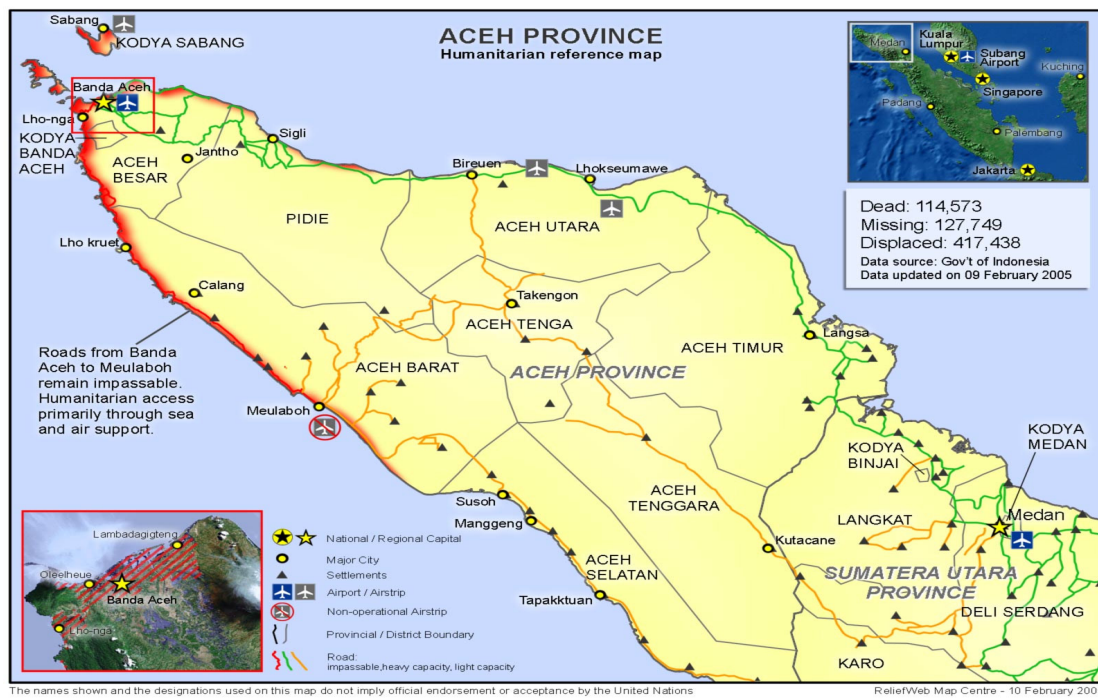 ACEH PROVINCE
Humanitarian reference map
Sabang
KODYA SABANG
Banda Aceh
Lho-nga
KODYA
BANDA
ACEH
ACEH
BESAR
Jantho
Sigli
PIDIE
Bireuen
Lhokseumawe
ACEH UTARA
Lho kruet
Calang
Takengon
ACEH TENGA
ACEH BARAT
ACEH TIMUR
Langsa
ACEH PROVINCE
Roads from Banda
Aceh to Meulaboh
remain impassable.
Humanitarian access
primarily through sea
and air support.
Meulaboh
Susoh
Manggeng
ACEH
TENGGARA
ACEH
SELATAN
Tapakktuan
Kutacane
KODYA
BINJAI
KODYA
MEDAN
LANGKAT
Medan
SUMATERA UTARA
PROVINCE
DELI SERDANG
KARO
Medan
Kuala
Lumpur
Subang
Airport
Kuching
Singapore
Padang
Palembang
Jakarta
Dead: 114,573
Missing: 127,749
Displaced: 417,438
Data source: Gov't of Indonesia
Data updated on 09 February 2005
Lambadagigteng
Oleelheue
Banda Aceh
Lho-nga
National / Regional Capital
Major City
Settlements
Airport / Airstrip
Non-operational Airstrip
Provincial / District Boundary
Road:
impassable,heavy capacity, light capacity
The names shown and the designations used on this map do not imply official endorsement or acceptance by the United Nations
ReliefWeb Map Centre - 10 February 200